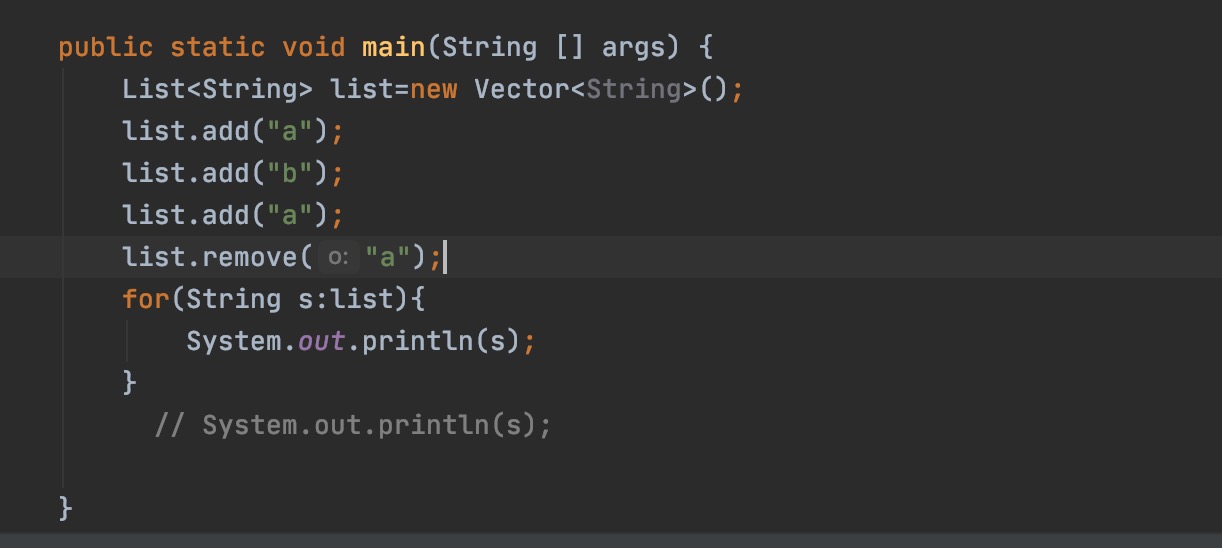 public static void main(String [] args) {
List<String> list=new Vector<String>();
list.add("a");
list.add("b");
list.add("a");
list.remove( o: "a");
for(String s:list){
System.out.println(s);
}
// System.out.println(s);
}